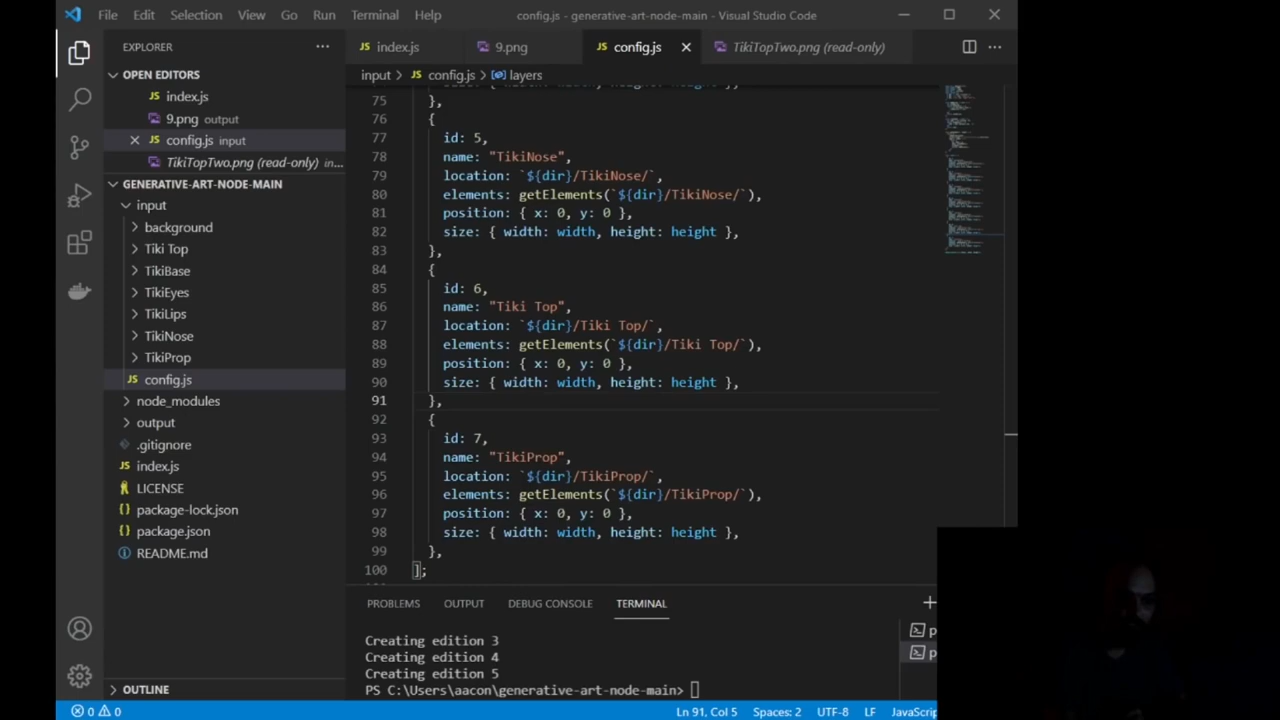 File Edit Selection View Go Run Terminal Help
config.js - generative-art-node-main - Visual Studio Code
EXPLORER
OPEN EDITORS
index.js
9.png output
config.js input
TikiTopTwo.png (read-only) in...
GENERATIVE-ART-NODE-MAIN
input
background
Tiki Top
TikiBase
TikiEyes
TikiLips
TikiNose
TikiProp
config.js
node_modules
output
.gitignore
index.js
LICENSE
package-lock.json
package.json
README.md
OUTLINE
index.js 9.png config.js TikiTopTwo.png (read-only)
input > config.js > layers
75 },
76 {
77 id: 5,
78 name: "TikiNose",
79 location: `${dir}/TikiNose/`,
80 elements: getElements(`${dir}/TikiNose/`),
81 position: { x: 0, y: 0 },
82 size: { width: width, height: height },
83 },
84 {
85 id: 6,
86 name: "Tiki Top",
87 location: `${dir}/Tiki Top/`,
88 elements: getElements(`${dir}/Tiki Top/`),
89 position: { x: 0, y: 0 },
90 size: { width: width, height: height },
91 },
92 {
93 id: 7,
94 name: "TikiProp",
95 location: `${dir}/TikiProp/`,
96 elements: getElements(`${dir}/TikiProp/`),
97 position: { x: 0, y: 0 },
98 size: { width: width, height: height },
99 },
100 ];
PROBLEMS OUTPUT DEBUG CONSOLE TERMINAL
Creating edition 3
Creating edition 4
Creating edition 5
PS C:\Users\aacon\generative-art-node-main>
p
p
0 0
Ln 91, Col 5 Spaces: 2 UTF-8 LF JavaScrip